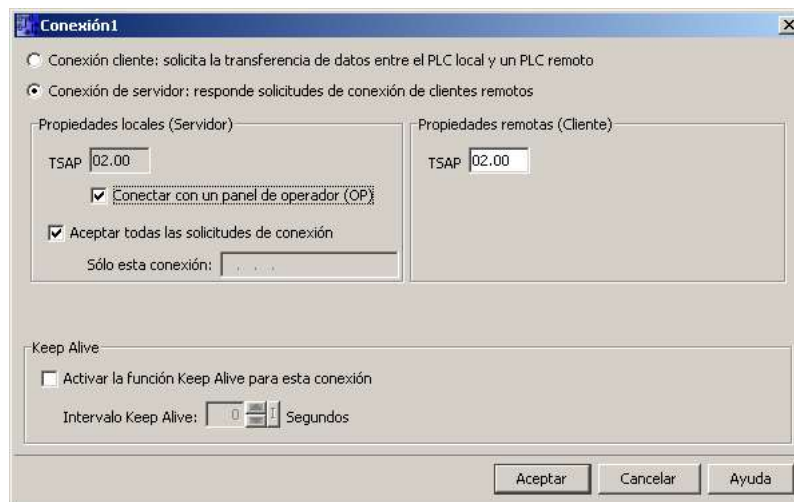 Conexión1
Conexión cliente: solicita la transferencia de datos entre el PLC local y un PLC remoto
Conexión de servidor: responde solicitudes de conexión de clientes remotos
Propiedades locales (Servidor)
TSAP 02.00
Conectar con un panel de operador (OP)
Aceptar todas las solicitudes de conexión
Sólo esta conexión: . . .
Propiedades remotas (Cliente)
TSAP 02.00
Keep Alive
Activar la función Keep Alive para esta conexión
Intervalo Keep Alive: 0 Segundos
Aceptar Cancelar Ayuda